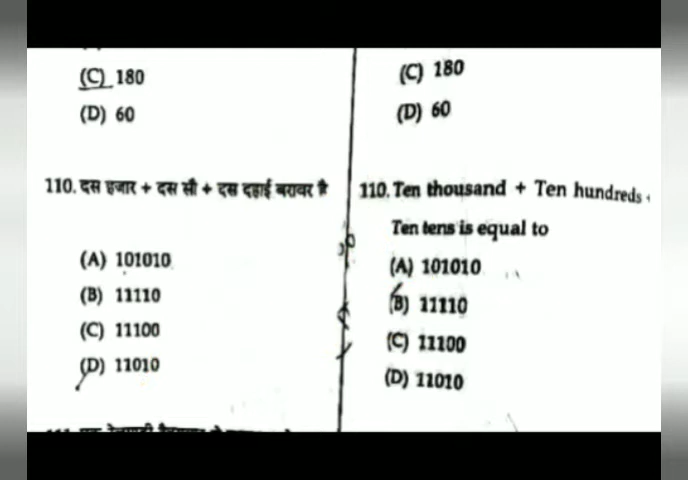 (C) 180
(D) 60
110. दस हजार + दस सौ + दस दहाई बराबर है
(A) 101010
(B) 11110
(C) 11100
(D) 11010
(C) 180
(D) 60
110. Ten thousand + Ten hundreds +
Ten tens is equal to
(A) 101010
(B) 11110
(C) 11100
(D) 11010